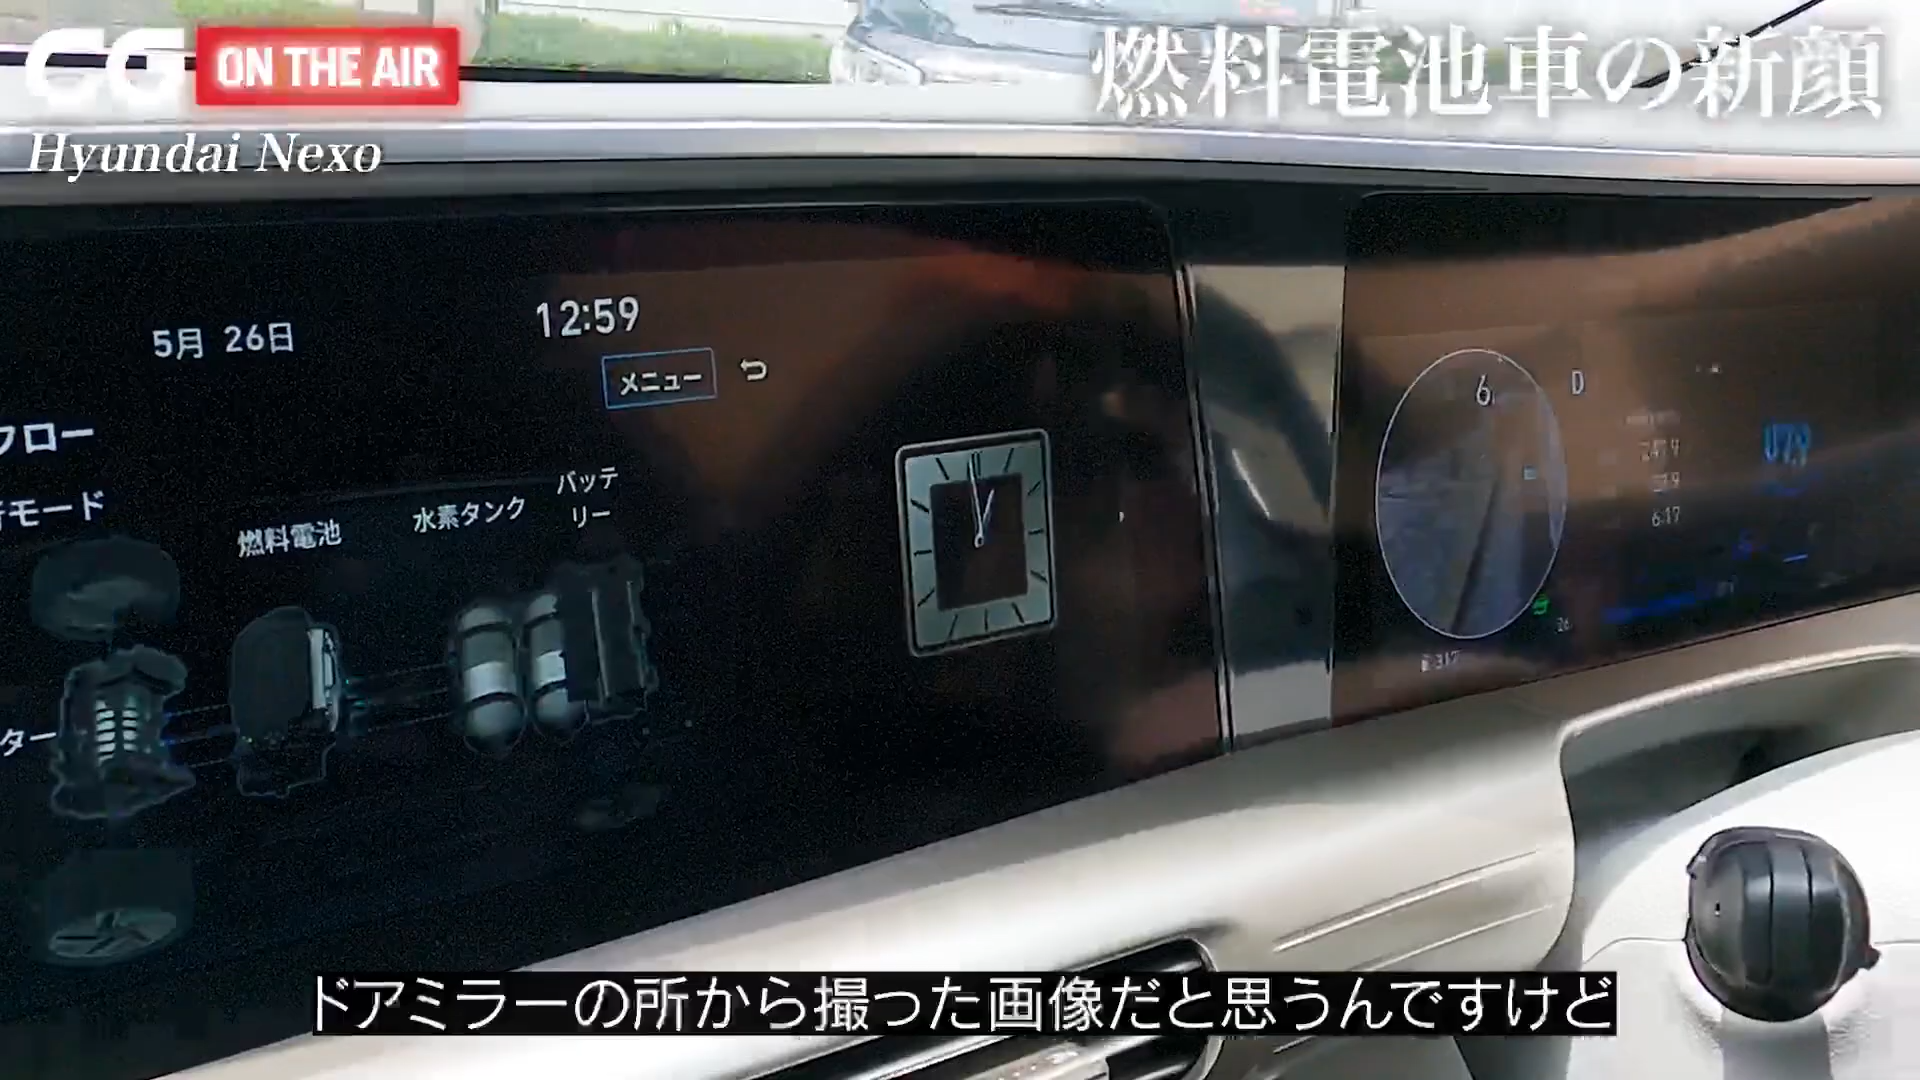 CG ON THE AIR
燃料電池車の新顔
Hyundai Nexo
5月 26日
12:59
メニュー
フロー
モード
燃料電池
水素タンク
バッテ
リー
ター
6
D
ドアミラーの所から撮った画像だと思うんですけど